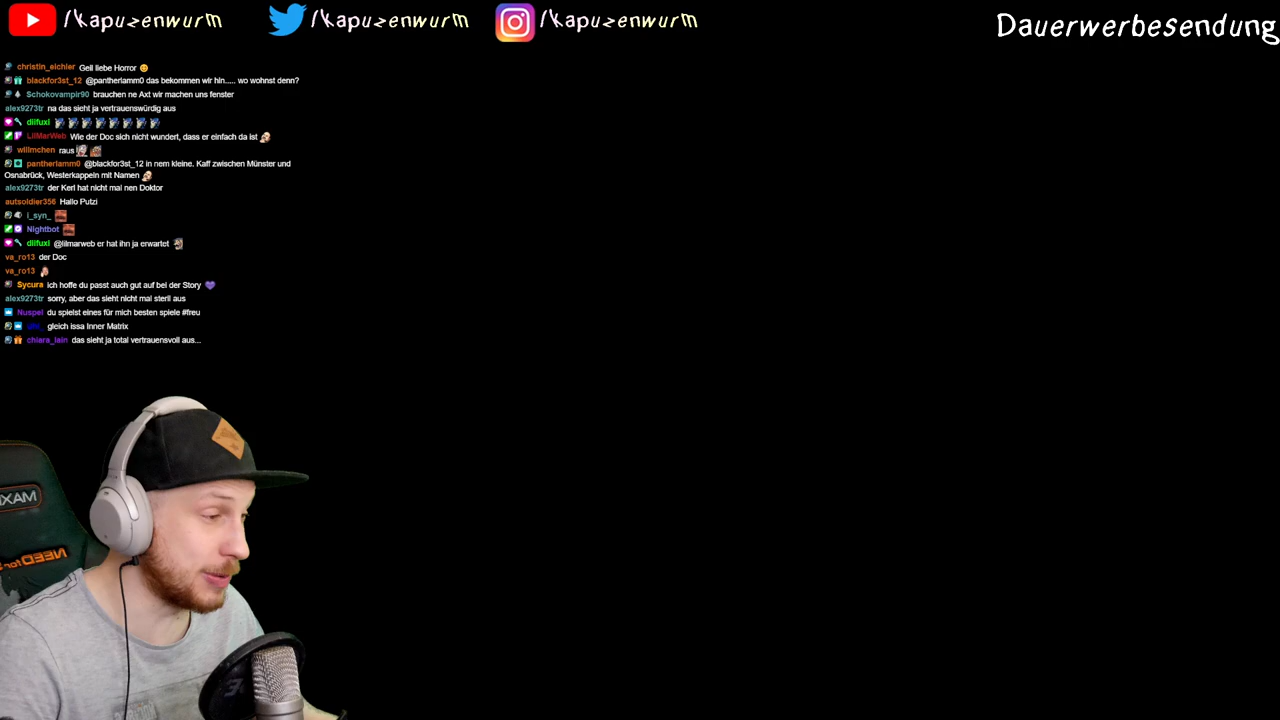 /kapuzenwurm /kapuzenwurm /kapuzenwurm Dauerwerbesendung
christin_eichler Geil liebe Horror
blackfor3st_12 @pantherlamm0 das bekommen wir hin..... wo wohnst denn?
Schokovampir90 brauchen ne Axt wir machen uns fenster
alex9273tr na das sieht ja vertrauenswürdig aus
diifuxl
LilMarWeb Wie der Doc sich nicht wundert, dass er einfach da ist
willmchen raus
pantherlamm0 @blackfor3st_12 in nem kleine. Kaff zwischen Münster und
Osnabrück, Westerkappeln mit Namen
alex9273tr der Kerl hat nicht mal nen Doktor
autsoldier356 Hallo Putzi
i_syn_
Nightbot
diifuxl @lilmarweb er hat ihn ja erwartet
va_ro13 der Doc
va_ro13
Sycura ich hoffe du passt auch gut auf bei der Story
alex9273tr sorry, aber das sieht nicht mal steril aus
Nuspel du spielst eines für mich besten spiele #freu
gleich issa Inner Matrix
chiara_lain das sieht ja total vertrauensvoll aus...
MAXN
NEED for